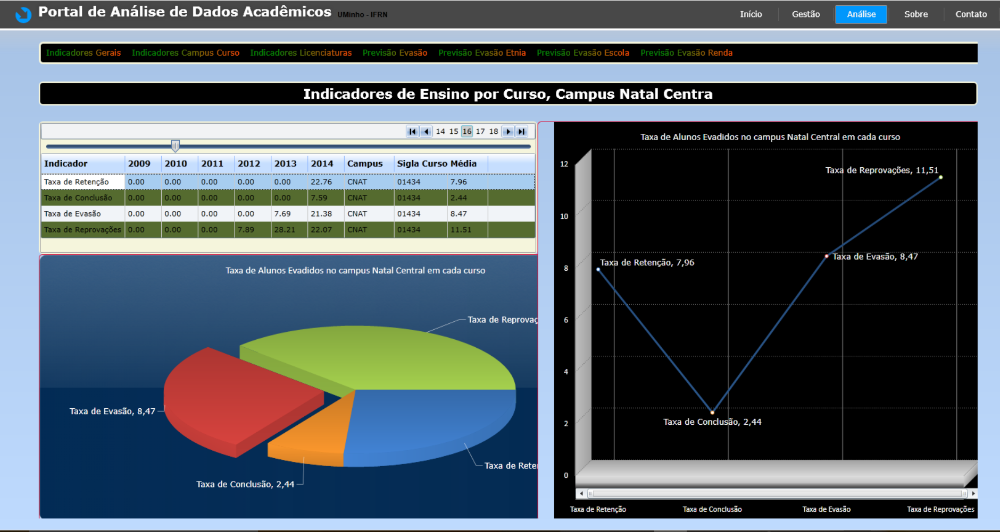 Portal de Análise de Dados Acadêmicos UMinho - IFRN
Início Gestão Análise Sobre Contato
Indicadores Gerais Indicadores Campus Curso Indicadores Licenciaturas Previsão Evasão Previsão Evasão Etnia Previsão Evasão Escola Previsão Evasão Renda
Indicadores de Ensino por Curso, Campus Natal Centra
14 15 16 17 18
Indicador 2009 2010 2011 2012 2013 2014 Campus Sigla Curso Média
Taxa de Retenção 0.00 0.00 0.00 0.00 0.00 22.76 CNAT 01434 7.96
Taxa de Conclusão 0.00 0.00 0.00 0.00 0.00 7.59 CNAT 01434 2.44
Taxa de Evasão 0.00 0.00 0.00 0.00 7.69 21.38 CNAT 01434 8.47
Taxa de Reprovações 0.00 0.00 0.00 7.89 28.21 22.07 CNAT 01434 11.51
Taxa de Alunos Evadidos no campus Natal Central em cada curso
Taxa de Reprovaç
Taxa de Evasão, 8,47
Taxa de Rete
Taxa de Conclusão, 2,44
Taxa de Alunos Evadidos no campus Natal Central em cada curso
12
Taxa de Reprovações, 11,51
10
Taxa de Evasão, 8,47
Taxa de Retenção, 7,96
8
6
4
2
Taxa de Conclusão, 2,44
0
Taxa de Retenção Taxa de Conclusão Taxa de Evasão Taxa de Reprovações